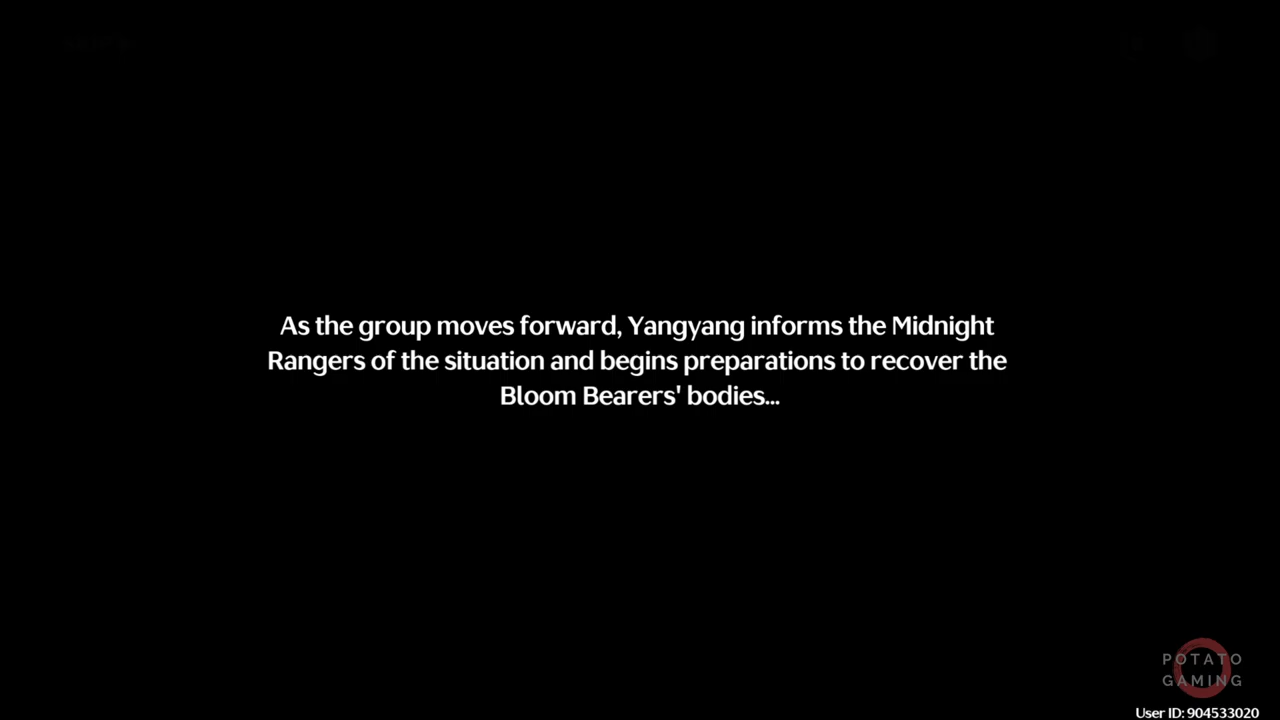 As the group moves forward, Yangyang informs the Midnight
Rangers of the situation and begins preparations to recover the
Bloom Bearers' bodies...
POTATO
GAMING
User ID: 904533020